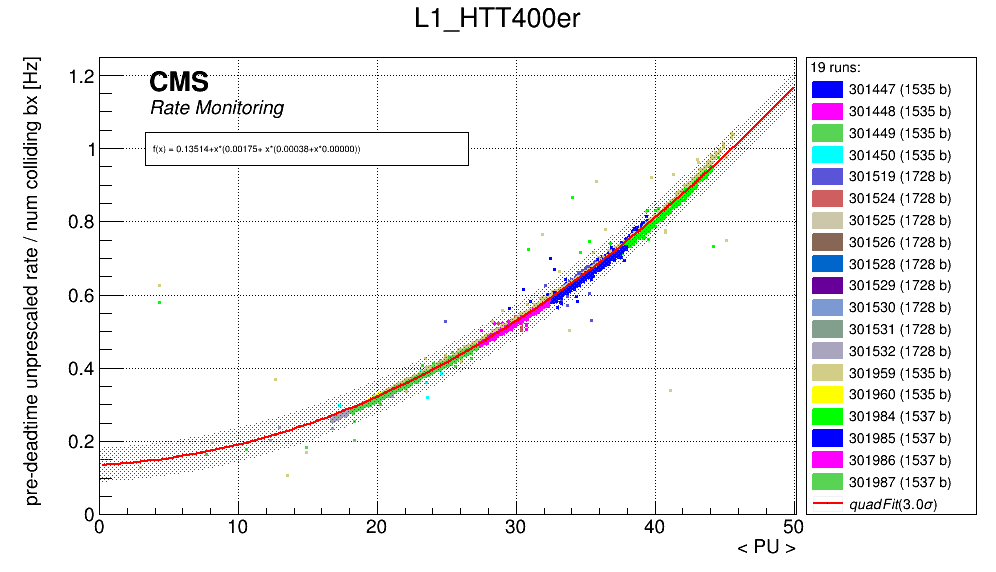 L1_HTT400er
pre-deadtime unprescaled rate / num colliding bx [Hz]
1.2
1
0.8
0.6
0.4
0.2
0
CMS
Rate Monitoring
f(x) = 0.13514+x*(0.00175+ x*(0.00038+x*0.00000))
0 10 20 30 40 50
< PU >
19 runs:
301447 (1535 b)
301448 (1535 b)
301449 (1535 b)
301450 (1535 b)
301519 (1728 b)
301524 (1728 b)
301525 (1728 b)
301526 (1728 b)
301528 (1728 b)
301529 (1728 b)
301530 (1728 b)
301531 (1728 b)
301532 (1728 b)
301959 (1535 b)
301960 (1535 b)
301984 (1537 b)
301985 (1537 b)
301986 (1537 b)
301987 (1537 b)
quadFit(3.0σ)